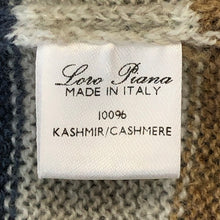 Loro Piana
MADE IN ITALY
100%
KASHMIR/CASHMERE